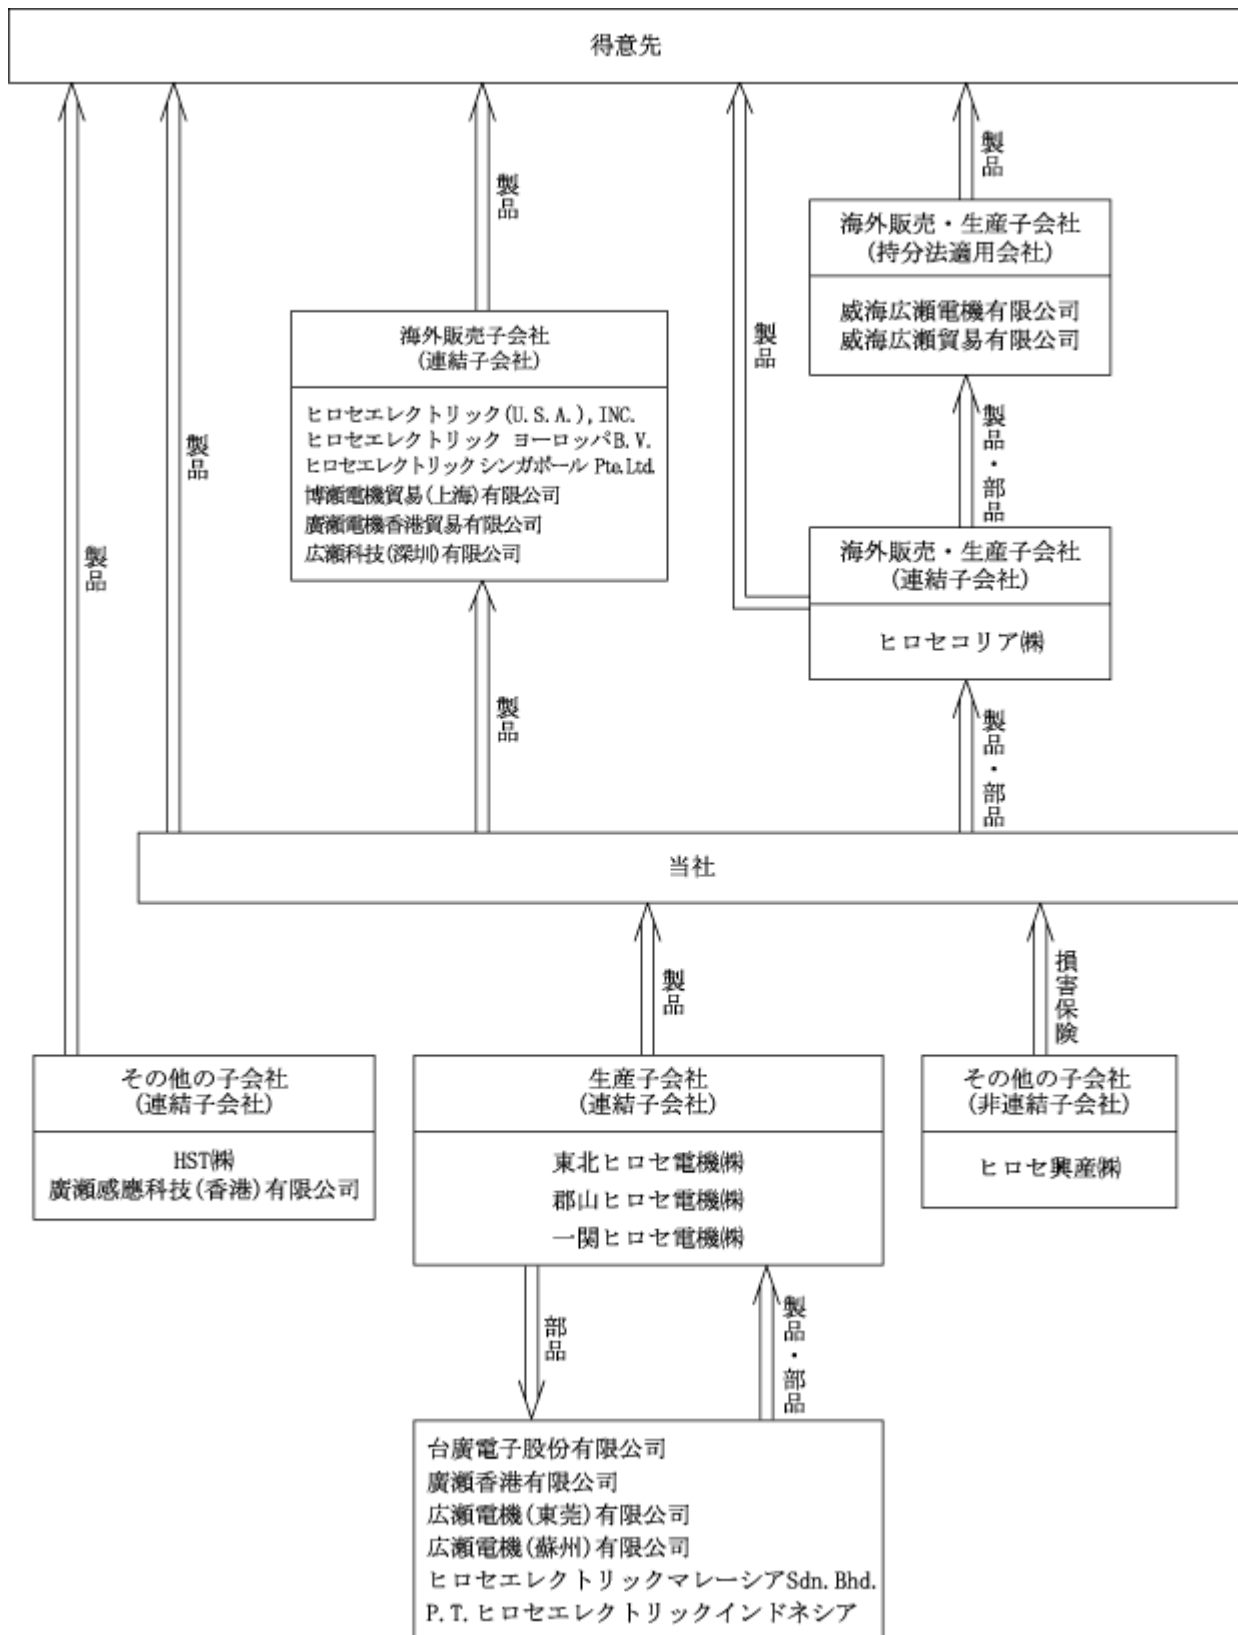 得意先
製品
海外販売・生産子会社
(持分法適用会社)
威海広瀬電機有限公司
威海広瀬貿易有限公司
製品
海外販売子会社
(連結子会社)
ヒロセエレクトリック(U.S.A.),INC.
ヒロセエレクトリック ヨーロッパB.V.
ヒロセエレクトリックシンガポール Pte.Ltd.
博瀬電機貿易(上海)有限公司
廣瀬電機香港貿易有限公司
広瀬科技(深圳)有限公司
製品
製品・部品
製品
製品
海外販売・生産子会社
(連結子会社)
ヒロセコリア㈱
製品
製品・部品
当社
製品
損害保険
その他の子会社
(連結子会社)
HST㈱
廣瀬感應科技(香港)有限公司
生産子会社
(連結子会社)
東北ヒロセ電機㈱
郡山ヒロセ電機㈱
一関ヒロセ電機㈱
その他の子会社
(非連結子会社)
ヒロセ興産㈱
部品
製品・部品
台廣電子股份有限公司
廣瀬香港有限公司
広瀬電機(東莞)有限公司
広瀬電機(蘇州)有限公司
ヒロセエレクトリックマレーシアSdn.Bhd.
P.T.ヒロセエレクトリックインドネシア